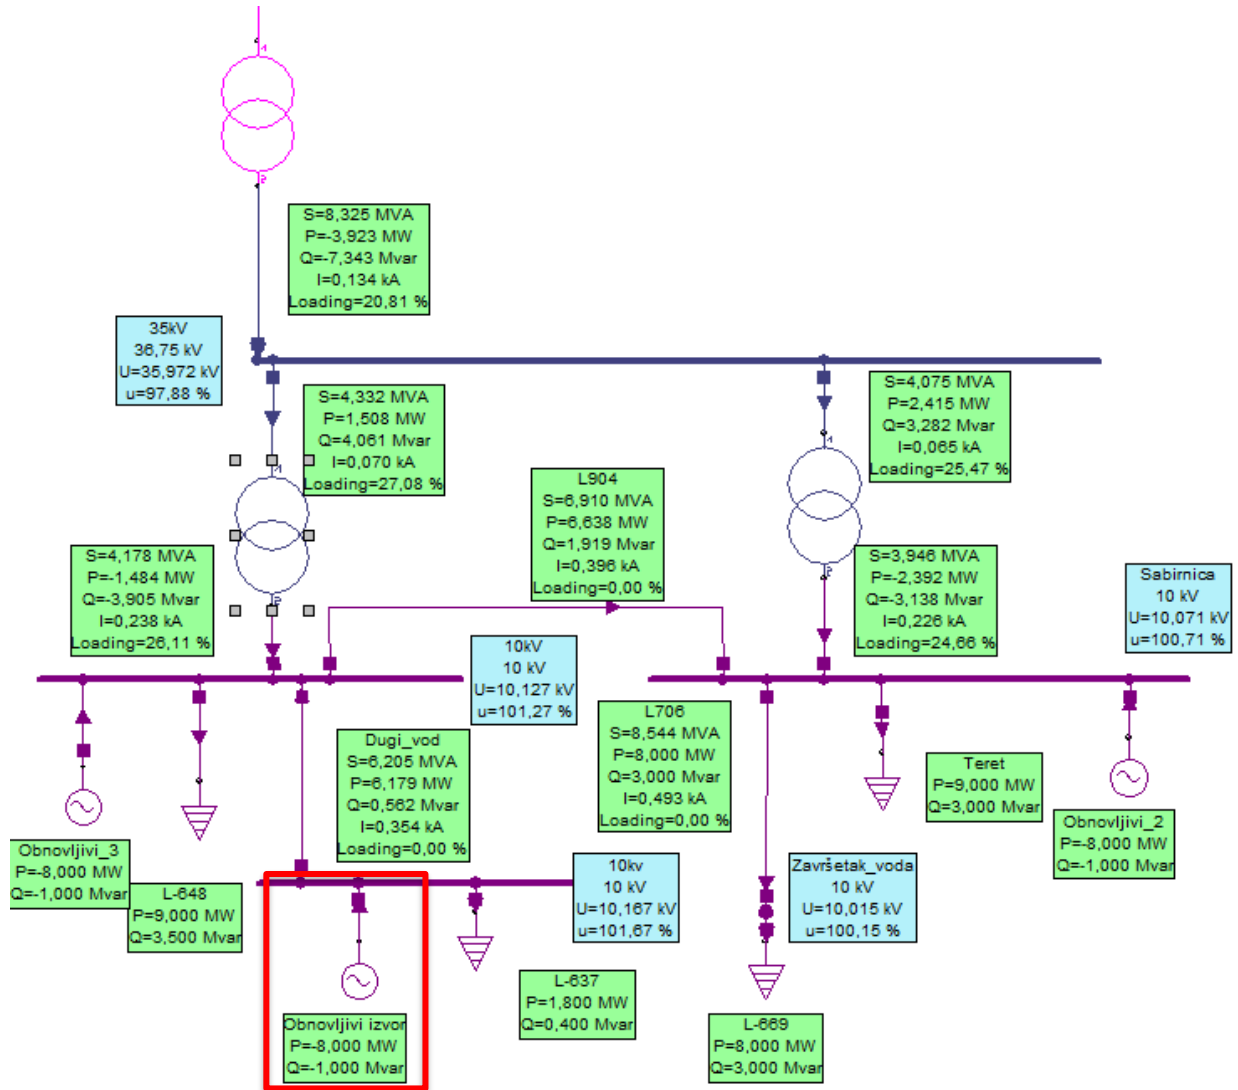 S=8,325 MVA
P=-3,923 MW
Q=-7,343 Mvar
I=0,134 kA
Loading=20,81 %
35kV
36,75 kV
U=35,972 kV
u=97,88 %
S=4,332 MVA
P=1,508 MW
Q=4,061 Mvar
I=0,070 kA
Loading=27,08 %
S=4,075 MVA
P=2,415 MW
Q=3,282 Mvar
I=0,065 kA
Loading=25,47 %
L904
S=6,910 MVA
P=6,638 MW
Q=1,919 Mvar
I=0,396 kA
Loading=0,00 %
S=4,178 MVA
P=-1,484 MW
Q=-3,905 Mvar
I=0,238 kA
Loading=26,11 %
S=3,946 MVA
P=-2,392 MW
Q=-3,138 Mvar
I=0,226 kA
Loading=24,66 %
Sabirnica
10 kV
U=10,071 kV
u=100,71 %
10kV
10 kV
U=10,127 kV
u=101,27 %
Dugi_vod
S=6,205 MVA
P=6,179 MW
Q=0,562 Mvar
I=0,354 kA
Loading=0,00 %
L706
S=8,544 MVA
P=8,000 MW
Q=3,000 Mvar
I=0,493 kA
Loading=0,00 %
Teret
P=9,000 MW
Q=3,000 Mvar
Obnovljivi_2
P=-8,000 MW
Q=-1,000 Mvar
Obnovljivi_3
P=-8,000 MW
Q=-1,000 Mvar
L-648
P=9,000 MW
Q=3,500 Mvar
10kv
10 kV
U=10,167 kV
u=101,67 %
Završetak_voda
10 kV
U=10,015 kV
u=100,15 %
Obnovljivi izvor
P=-8,000 MW
Q=-1,000 Mvar
L-637
P=1,800 MW
Q=0,400 Mvar
L-669
P=8,000 MW
Q=3,000 Mvar